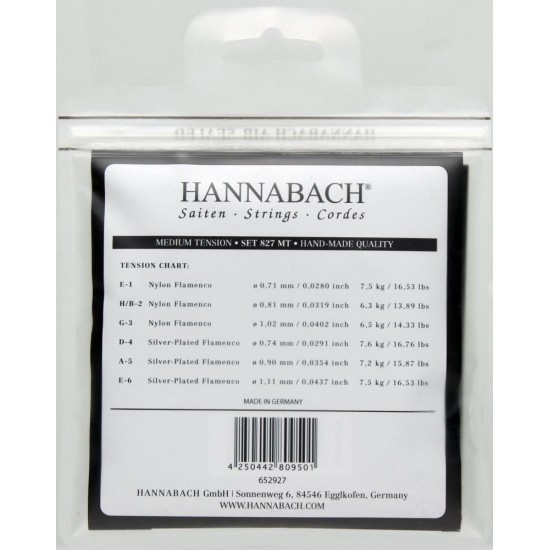 HANNABACH AIR SEALED
HANNABACH®
Saiten · Strings · Cordes
MEDIUM TENSION • SET 827 MT • HAND-MADE QUALITY
TENSION CHART:
E-1 Nylon Flamenco ø 0,71 mm / 0,0280 inch 7,5 kg / 16,53 lbs
H/B-2 Nylon Flamenco ø 0,81 mm / 0,0319 inch 6,3 kg / 13,89 lbs
G-3 Nylon Flamenco ø 1,02 mm / 0,0402 inch 6,5 kg / 14,33 lbs
D-4 Silver-Plated Flamenco ø 0,74 mm / 0,0291 inch 7,6 kg / 16,76 lbs
A-5 Silver-Plated Flamenco ø 0,90 mm / 0,0354 inch 7,2 kg / 15,87 lbs
E-6 Silver-Plated Flamenco ø 1,11 mm / 0,0437 inch 7,5 kg / 16,53 lbs
MADE IN GERMANY
4 250442 809501
652927
HANNABACH GmbH | Sonnenweg 6, 84546 Egglkofen, Germany
WWW.HANNABACH.COM